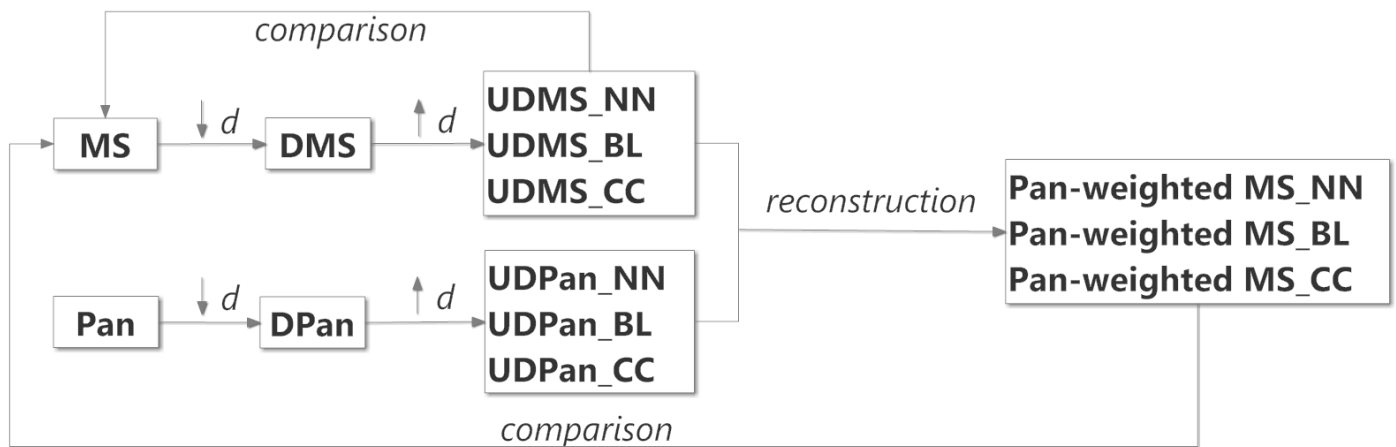 comparison
MS
d
DMS
d
UDMS_NN
UDMS_BL
UDMS_CC
Pan
d
DPan
d
UDPan_NN
UDPan_BL
UDPan_CC
reconstruction
Pan-weighted MS_NN
Pan-weighted MS_BL
Pan-weighted MS_CC
comparison